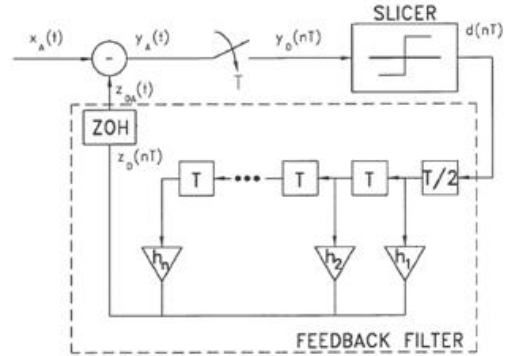 SLICER
x_A(t)
y_A(t)
y_D(nT)
d(nT)
-
T
z_DA(t)
ZOH
z_D(nT)
T
T
T
T/2
h_n
h_2
h_1
FEEDBACK FILTER